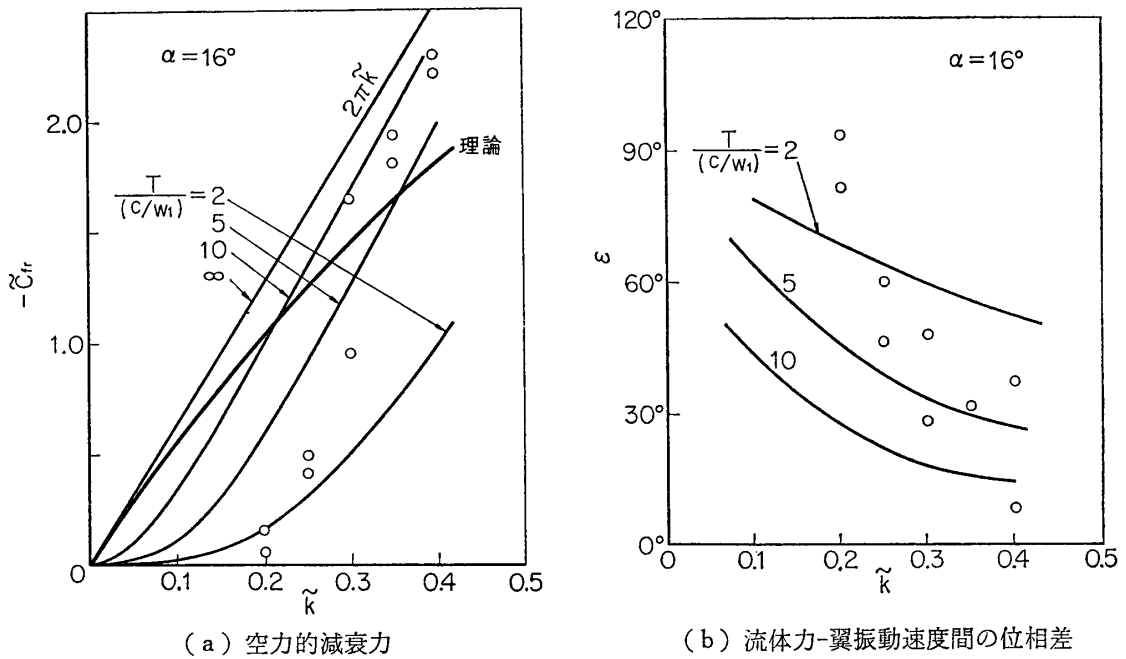 α=16°
2πk̃
2.0
理論
T/(c/w₁)=2
5
10
∞
-C̃fr
1.0
0
0.1
0.2
0.3
0.4
0.5
k̃
(a) 空力的減衰力
120°
α=16°
T/(c/w₁)=2
90°
ε
60°
5
10
30°
0°
0
0.1
0.2
0.3
0.4
0.5
k̃
(b) 流体力-翼振動速度間の位相差